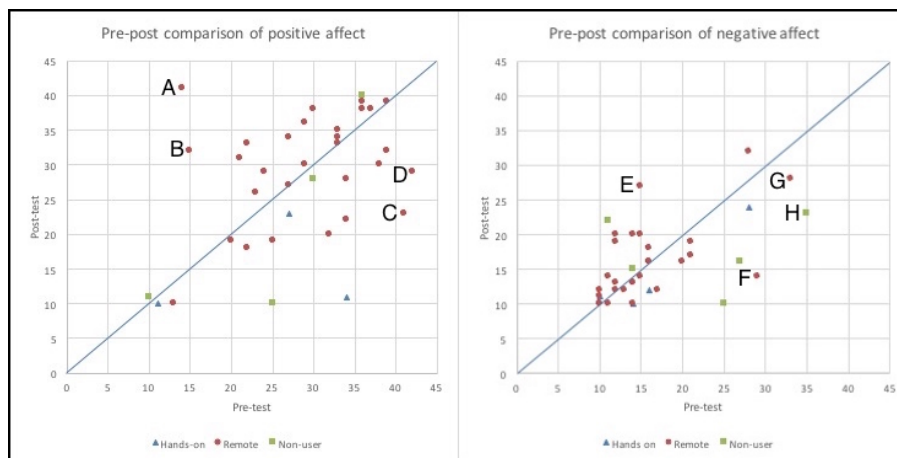 Pre-post comparison of positive affect
45
40
35
30
25
20
15
10
5
0
Post-test
A
B
D
C
0 5 10 15 20 25 30 35 40 45
Pre-test
Hands-on Remote Non-user
Pre-post comparison of negative affect
45
40
35
30
25
20
15
10
5
0
Post-test
E
G
H
F
0 5 10 15 20 25 30 35 40 45
Pre-test
Hands on Remote Non-user